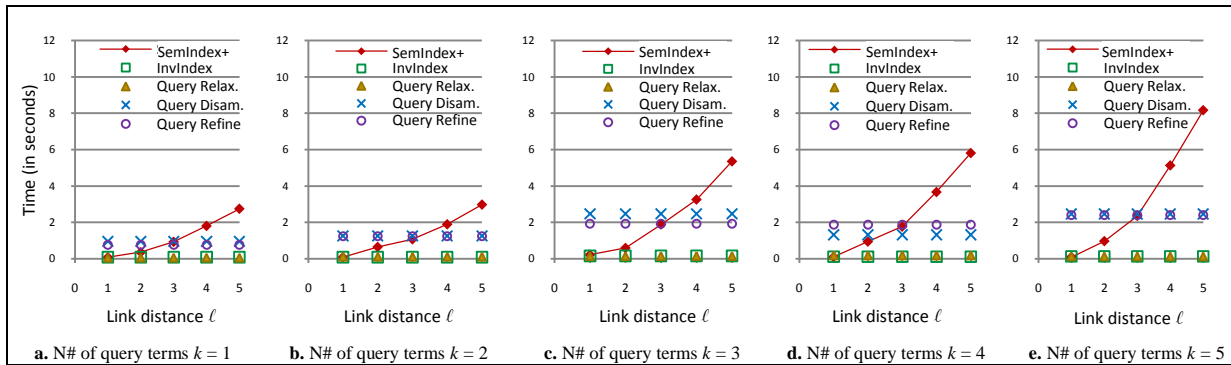 Time (in seconds)
12
10
8
6
4
2
0
SemIndex+
InvIndex
Query Relax.
Query Disam.
Query Refine
0 1 2 3 4 5
Link distance ℓ
a. N# of query terms k = 1
12
10
8
6
4
2
0
SemIndex+
InvIndex
Query Relax.
Query Disam.
Query Refine
0 1 2 3 4 5
Link distance ℓ
b. N# of query terms k = 2
12
10
8
6
4
2
0
SemIndex+
InvIndex
Query Relax.
Query Disam.
Query Refine
0 1 2 3 4 5
Link distance ℓ
c. N# of query terms k = 3
12
10
8
6
4
2
0
SemIndex+
InvIndex
Query Relax.
Query Disam.
Query Refine
0 1 2 3 4 5
Link distance ℓ
d. N# of query terms k = 4
12
10
8
6
4
2
0
SemIndex+
InvIndex
Query Relax.
Query Disam.
Query Refine
0 1 2 3 4 5
Link distance ℓ
e. N# of query terms k = 5